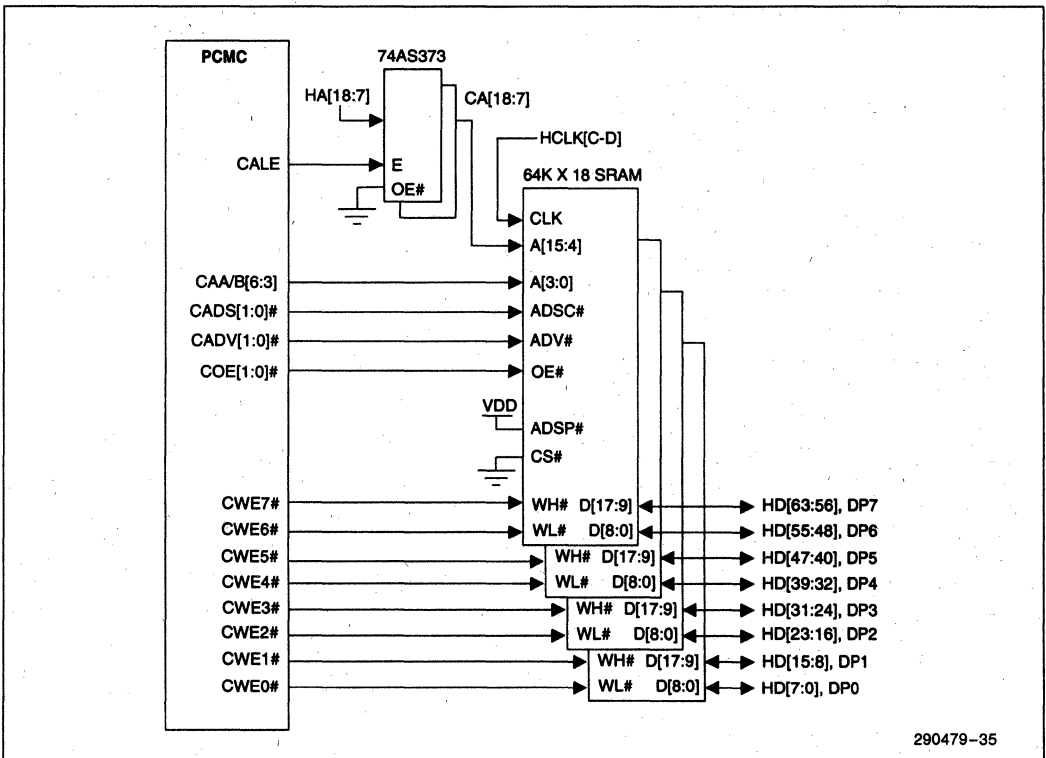 PCMC
74AS373
HA[18:7]
CA[18:7]
HCLK[C-D]
CALE
E
OE#
64K X 18 SRAM
CLK
A[15:4]
CAA/B[6:3]
A[3:0]
CADS[1:0]#
ADSC#
CADV[1:0]#
ADV#
COE[1:0]#
OE#
VDD
ADSP#
CS#
CWE7#
WH# D[17:9]
HD[63:56], DP7
CWE6#
WL# D[8:0]
HD[55:48], DP6
CWE5#
WH# D[17:9]
HD[47:40], DP5
CWE4#
WL# D[8:0]
HD[39:32], DP4
CWE3#
WH# D[17:9]
HD[31:24], DP3
CWE2#
WL# D[8:0]
HD[23:16], DP2
CWE1#
WH# D[17:9]
HD[15:8], DP1
CWE0#
WL# D[8:0]
HD[7:0], DP0
290479-35